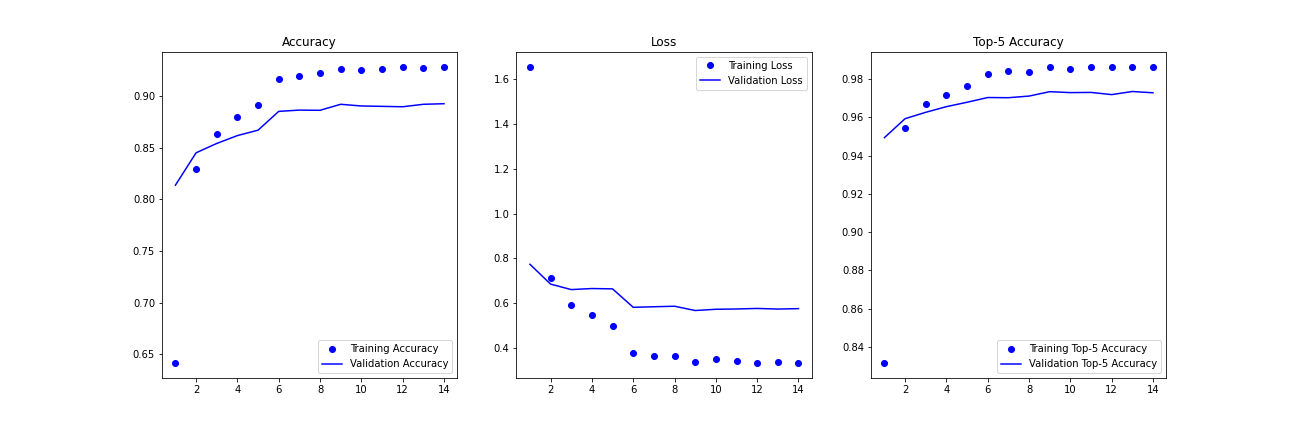 Accuracy
0.90
0.85
0.80
0.75
0.70
0.65
2 4 6 8 10 12 14
Training Accuracy
Validation Accuracy
Loss
1.6
1.4
1.2
1.0
0.8
0.6
0.4
2 4 6 8 10 12 14
Training Loss
Validation Loss
Top-5 Accuracy
0.98
0.96
0.94
0.92
0.90
0.88
0.86
0.84
2 4 6 8 10 12 14
Training Top-5 Accuracy
Validation Top-5 Accuracy